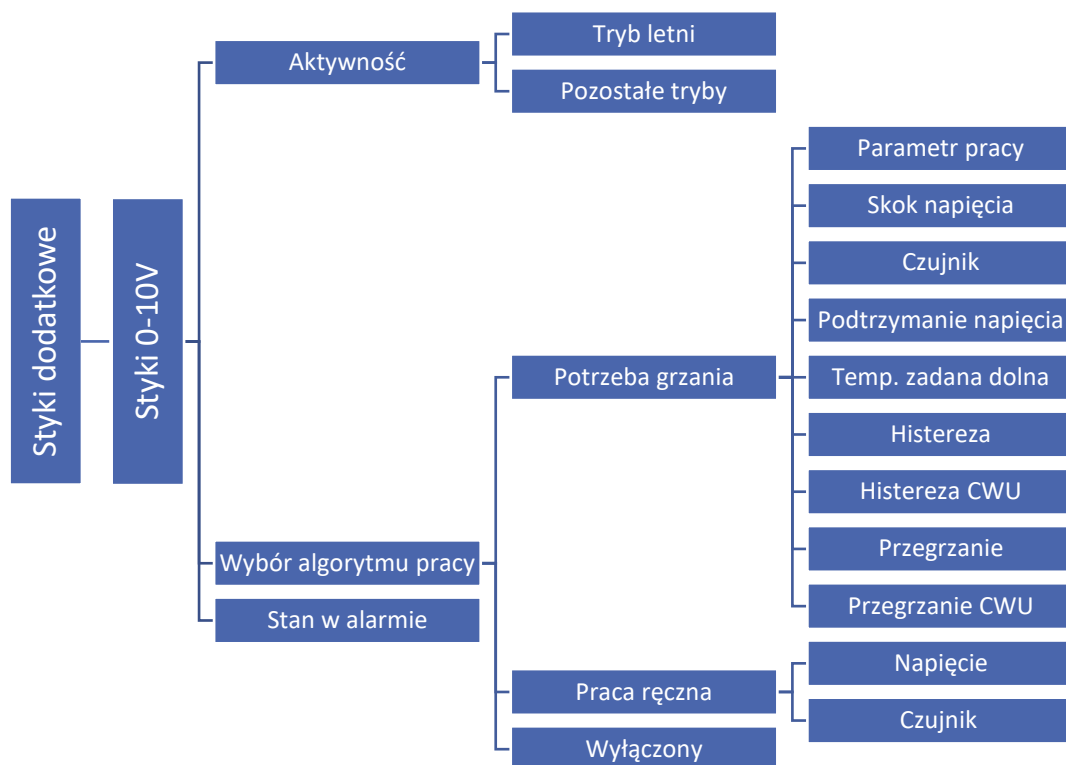 Styki dodatkowe
Styki 0-10V
Aktywność
Tryb letni
Pozostałe tryby
Wybór algorytmu pracy
Potrzeba grzania
Parametr pracy
Skok napięcia
Czujnik
Podtrzymanie napięcia
Temp. zadana dolna
Histereza
Histereza CWU
Przegrzanie
Przegrzanie CWU
Praca ręczna
Napięcie
Czujnik
Wyłączony
Stan w alarmie